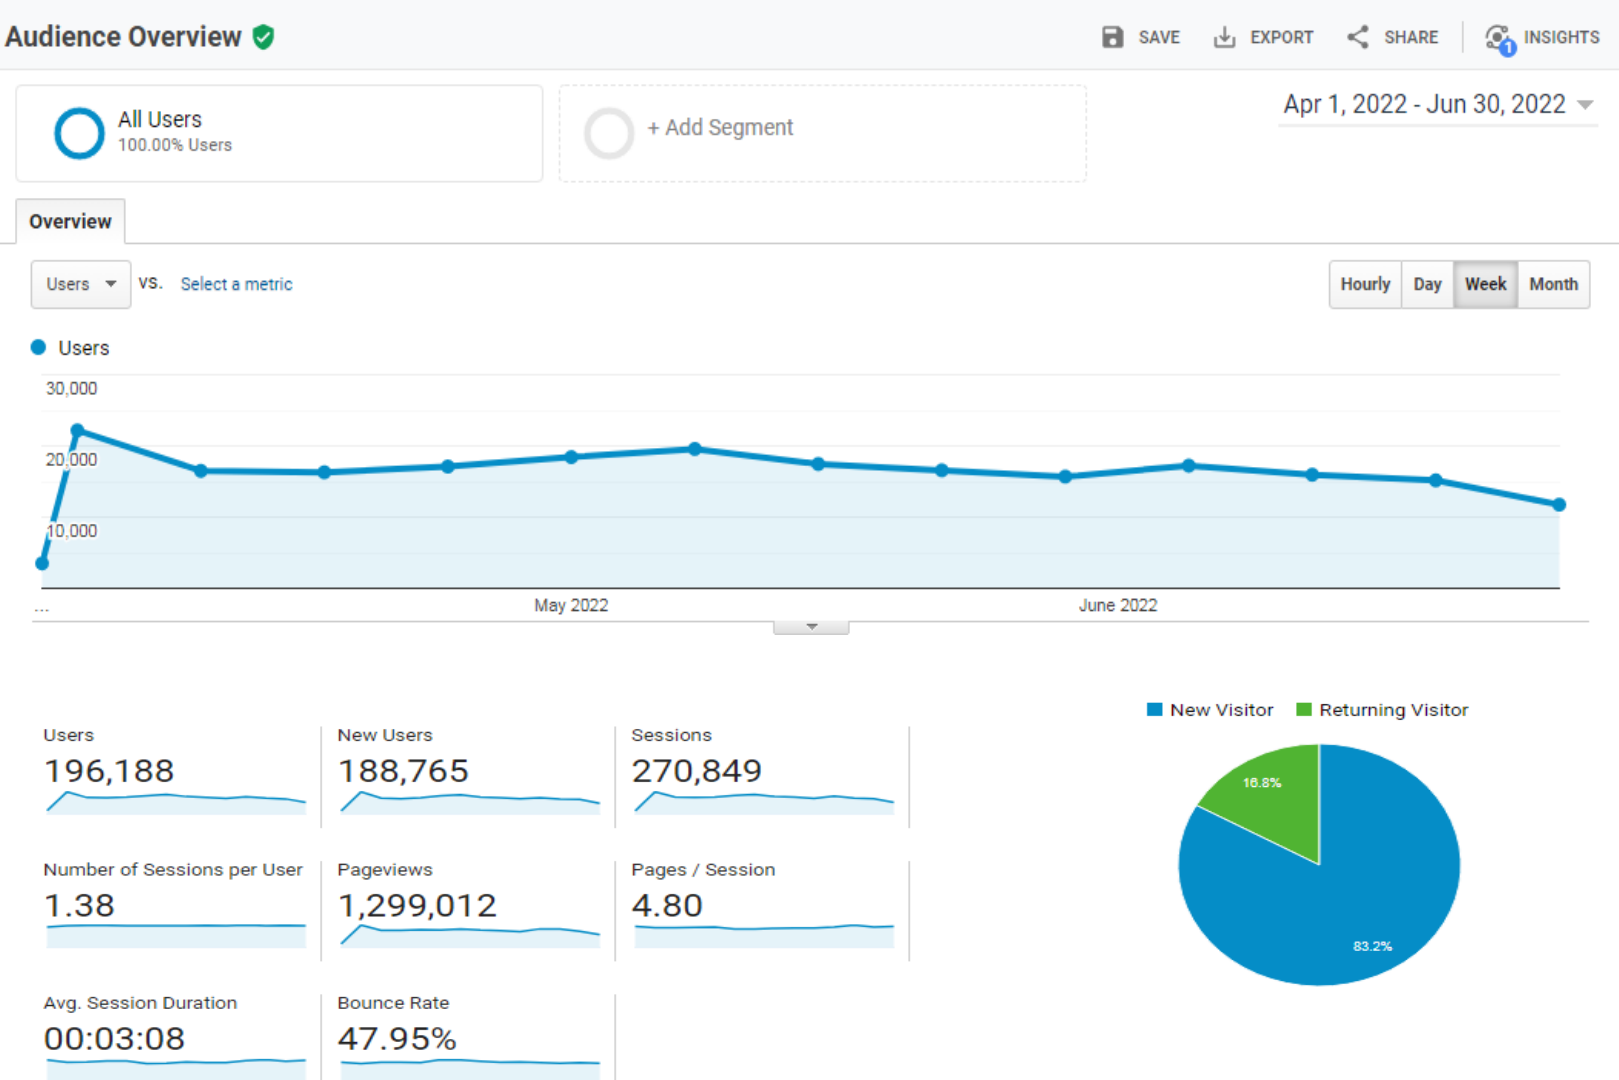 Audience Overview
SAVE
EXPORT
SHARE
1
INSIGHTS
All Users
100.00% Users
+ Add Segment
Apr 1, 2022 - Jun 30, 2022
Overview
Users
VS.
Select a metric
Hourly
Day
Week
Month
Users
30,000
20,000
10,000
...
May 2022
June 2022
New Visitor
Returning Visitor
16.8%
83.2%
Users
196,188
New Users
188,765
Sessions
270,849
Number of Sessions per User
1.38
Pageviews
1,299,012
Pages / Session
4.80
Avg. Session Duration
00:03:08
Bounce Rate
47.95%